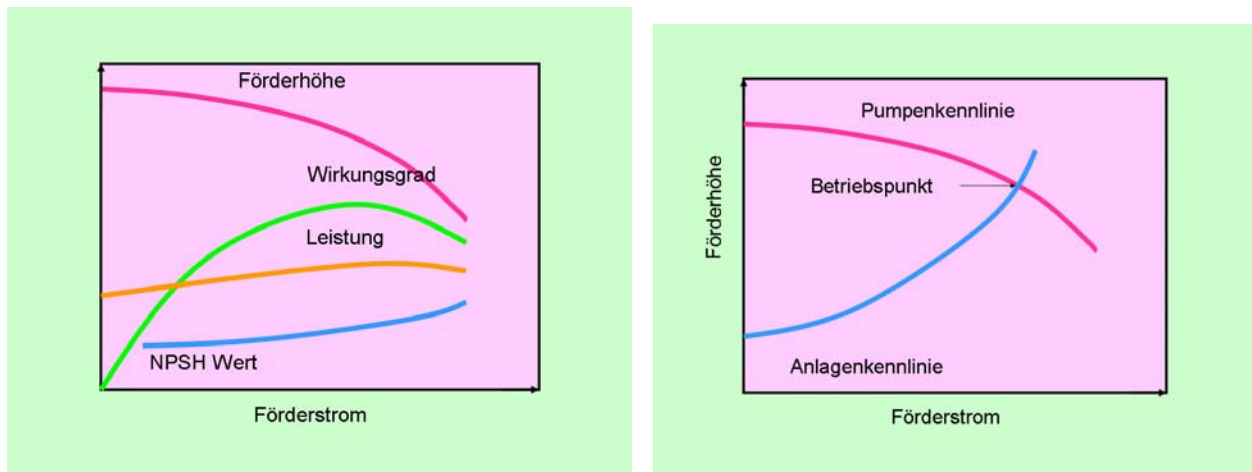 Förderhöhe
Wirkungsgrad
Leistung
NPSH Wert
Förderstrom
Pumpenkennlinie
Betriebspunkt
Förderhöhe
Anlagenkennlinie
Förderstrom